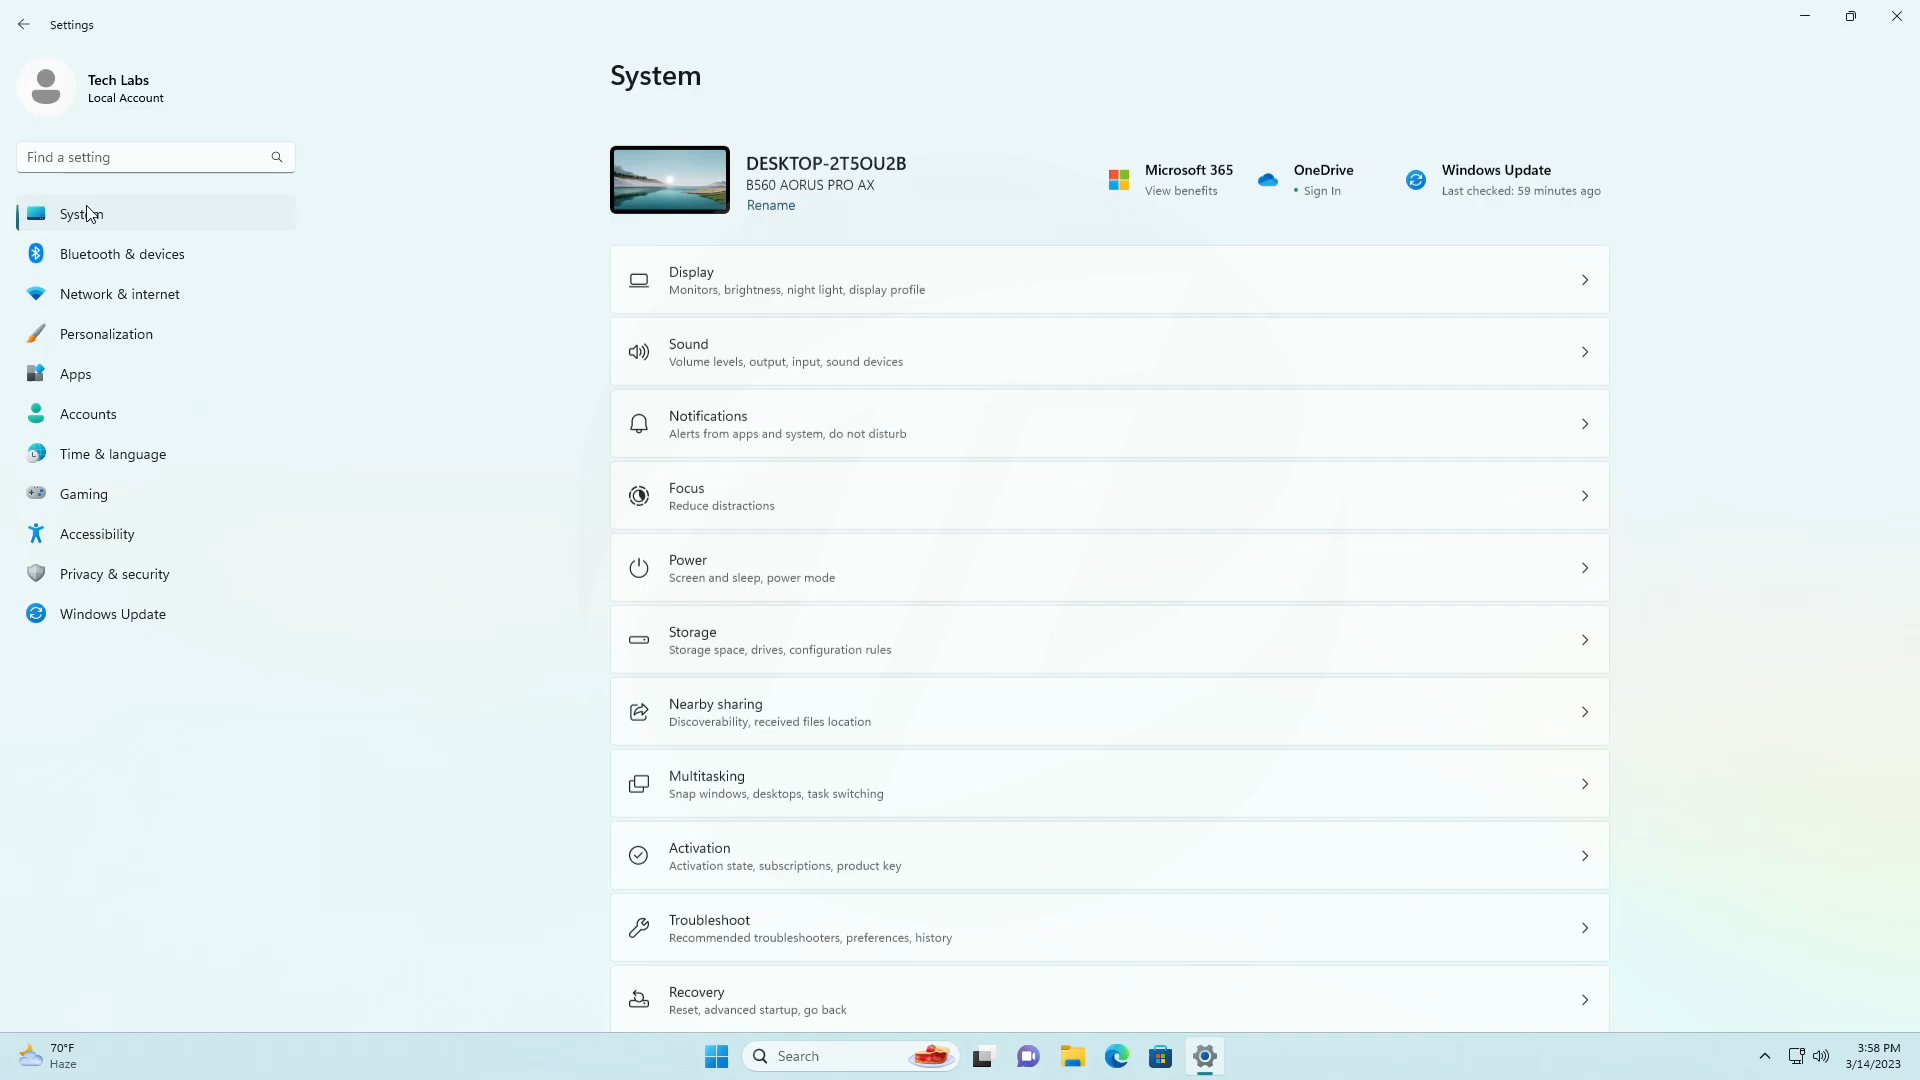 Settings
Tech Labs
Local Account
Find a setting
System
Bluetooth & devices
Network & internet
Personalization
Apps
Accounts
Time & language
Gaming
Accessibility
Privacy & security
Windows Update
System
DESKTOP-2T5OU2B
B560 AORUS PRO AX
Rename
Microsoft 365
View benefits
OneDrive
• Sign In
Windows Update
Last checked: 59 minutes ago
Display
Monitors, brightness, night light, display profile
Sound
Volume levels, output, input, sound devices
Notifications
Alerts from apps and system, do not disturb
Focus
Reduce distractions
Power
Screen and sleep, power mode
Storage
Storage space, drives, configuration rules
Nearby sharing
Discoverability, received files location
Multitasking
Snap windows, desktops, task switching
Activation
Activation state, subscriptions, product key
Troubleshoot
Recommended troubleshooters, preferences, history
Recovery
Reset, advanced startup, go back
70°F
Haze
Search
3:58 PM
3/14/2023